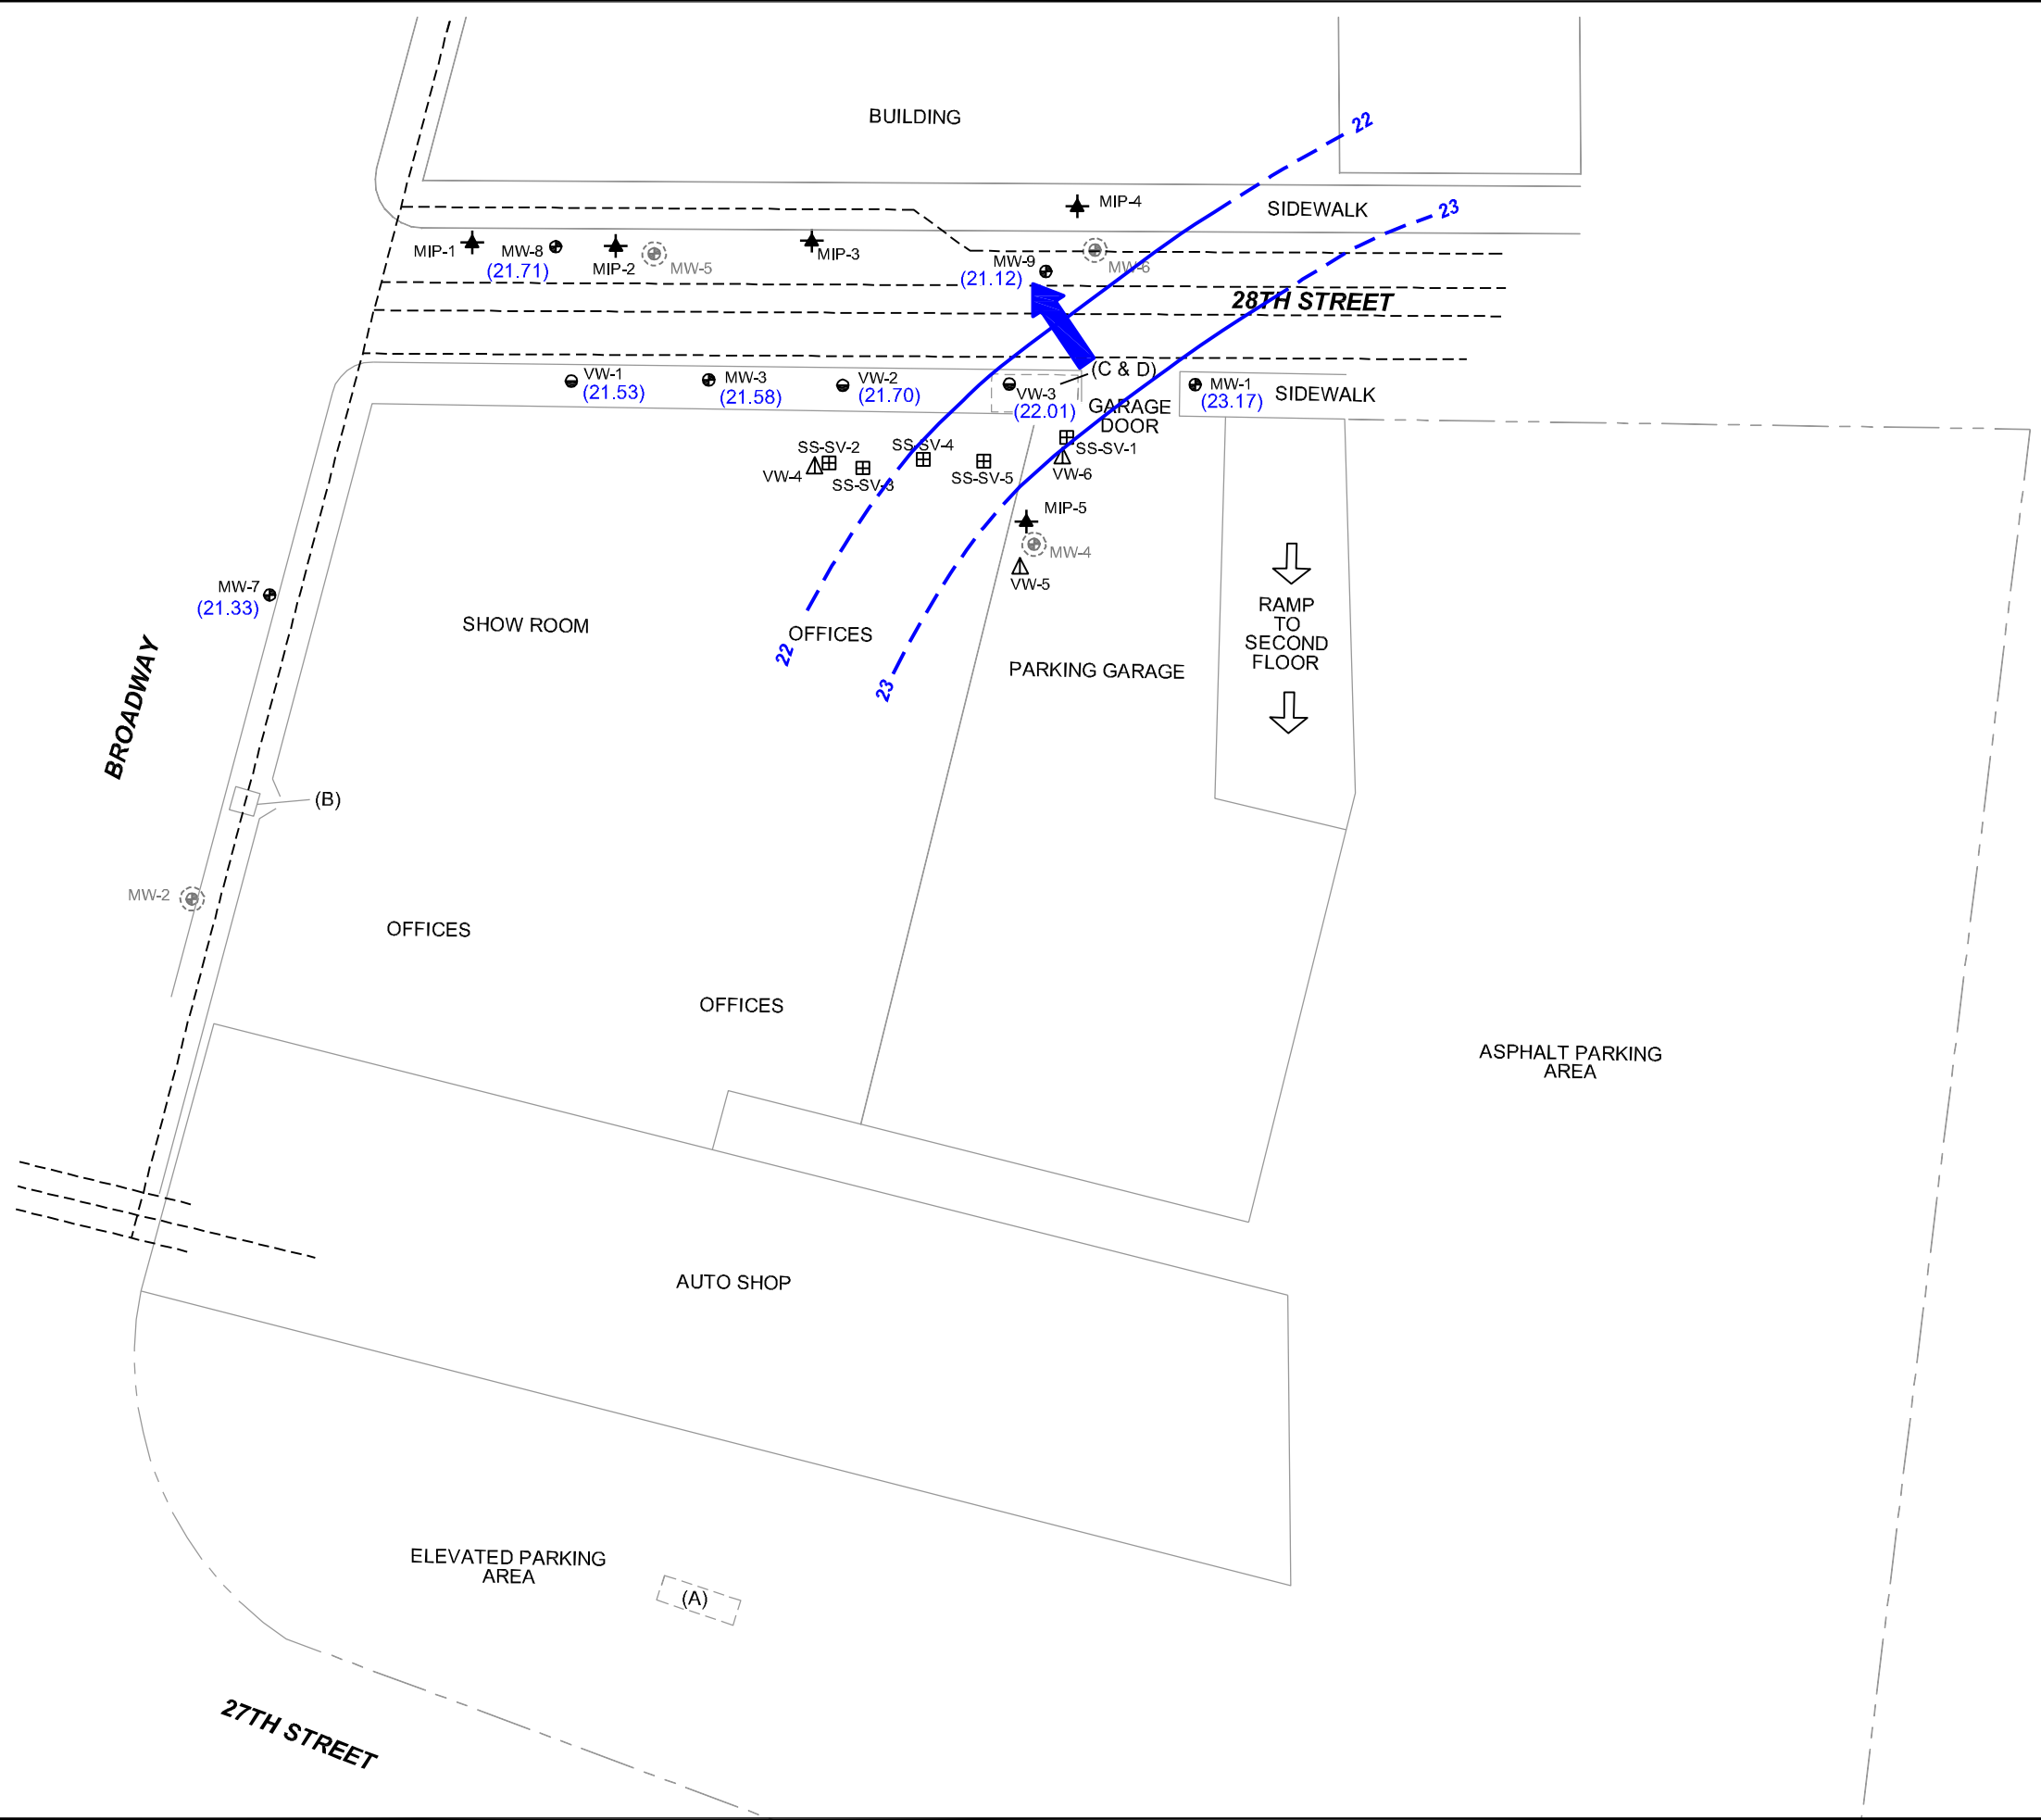 BUILDING
22
MIP-4
SIDEWALK
23
MIP-1
MW-8
(21.71)
MIP-2
MW-5
MIP-3
MW-9
(21.12)
MW-6
28TH STREET
VW-1
(21.53)
MW-3
(21.58)
VW-2
(21.70)
VW-3
(22.01)
(C & D)
GARAGE
DOOR
MW-1
(23.17)
SIDEWALK
SS-SV-2
SS-SV-4
SS-SV-1
VW-4
SS-SV-3
SS-SV-5
VW-6
MIP-5
MW-4
VW-5
MW-7
(21.33)
SHOW ROOM
OFFICES
22
23
PARKING GARAGE
RAMP
TO
SECOND
FLOOR
BROADWAY
(B)
MW-2
OFFICES
OFFICES
ASPHALT PARKING
AREA
AUTO SHOP
ELEVATED PARKING
AREA
(A)
27TH STREET